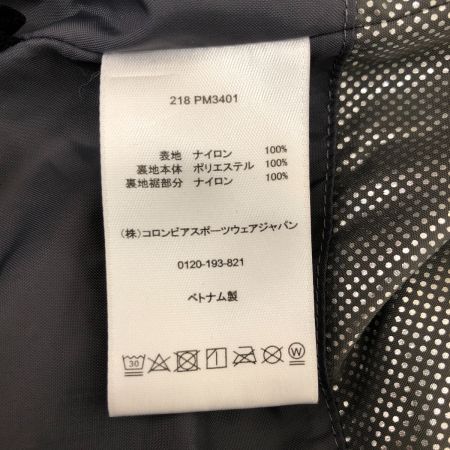 218 PM3401
表地 ナイロン 100%
裏地本体 ポリエステル 100%
裏地裾部分 ナイロン 100%
(株)コロンビアスポーツウェアジャパン
0120-193-821
ベトナム製
30 W